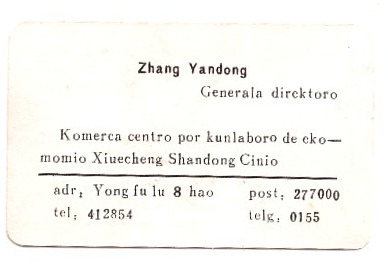 Zhang Yandong
Generala direktoro
Komerca centro por kunlaboro de eko—
momio Xiuecheng Shandong Cinio
adr: Yong fu lu 8 hao post: 277000
tel: 412854 telg: 0155